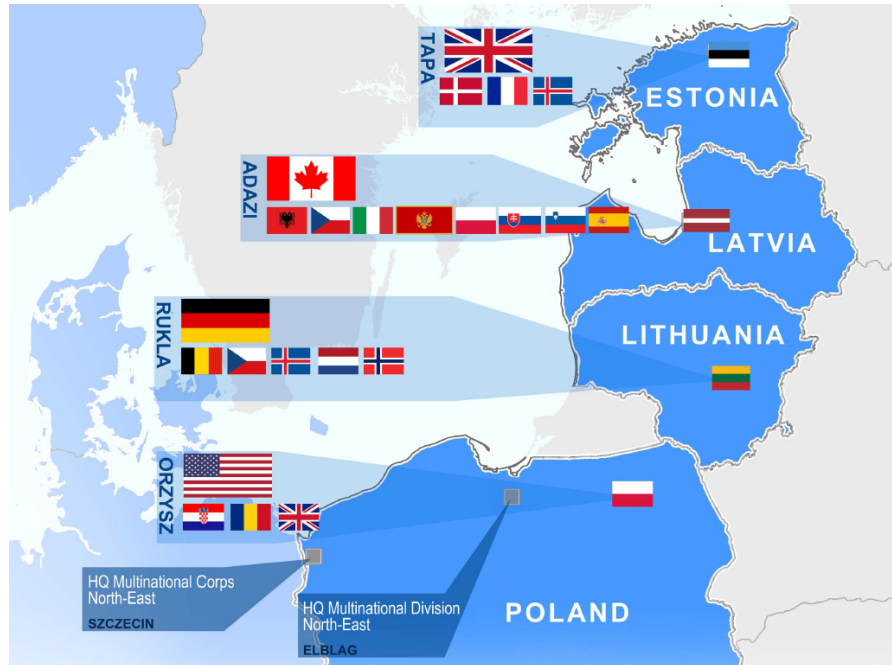 TAPA
ESTONIA
ADAZI
LATVIA
RUKLA
LITHUANIA
ORZYSZ
HQ Multinational Corps
North-East
SZCZECIN
HQ Multinational Division
North-East
ELBLAG
POLAND